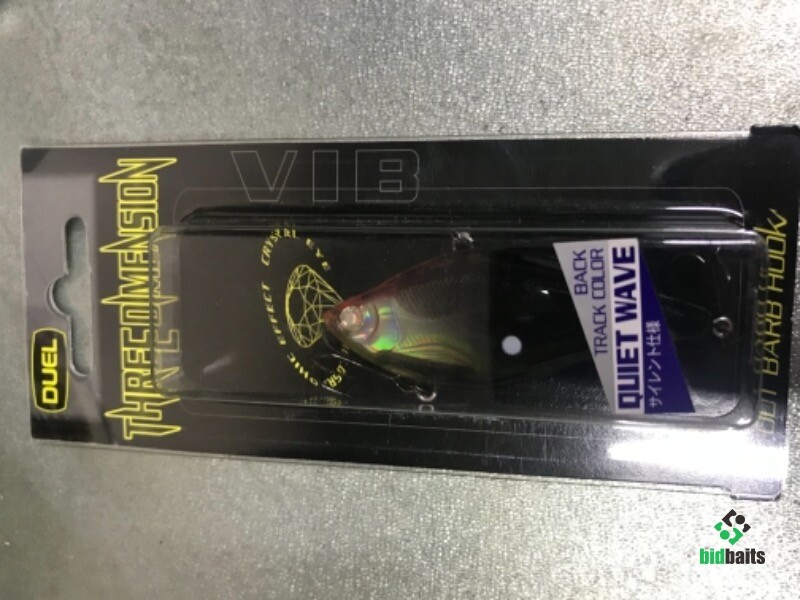 DUEL
THREEDIMENSION
VIB
CRYSTAL EYE
EFFECT
BACK
TRACK COLOR
QUIET WAVE
サイレント仕様
BARB HOOK
bidbaits